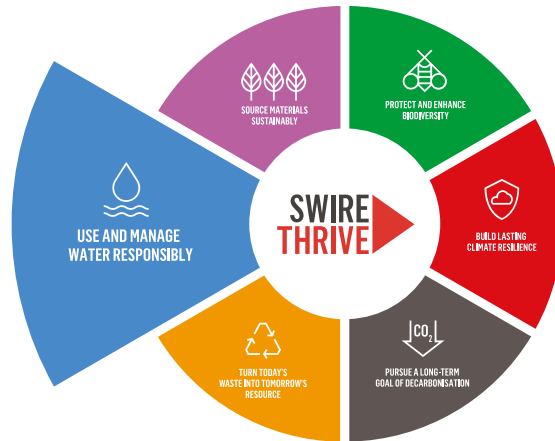 SOURCE MATERIALS
SUSTAINABLY
PROTECT AND ENHANCE
BIODIVERSITY
USE AND MANAGE
WATER RESPONSIBLY
SWIRE
THRIVE
BUILD LASTING
CLIMATE RESILIENCE
TURN TODAY'S
WASTE INTO TOMORROW'S
RESOURCE
CO₂
PURSUE A LONG-TERM
GOAL OF DECARBONISATION